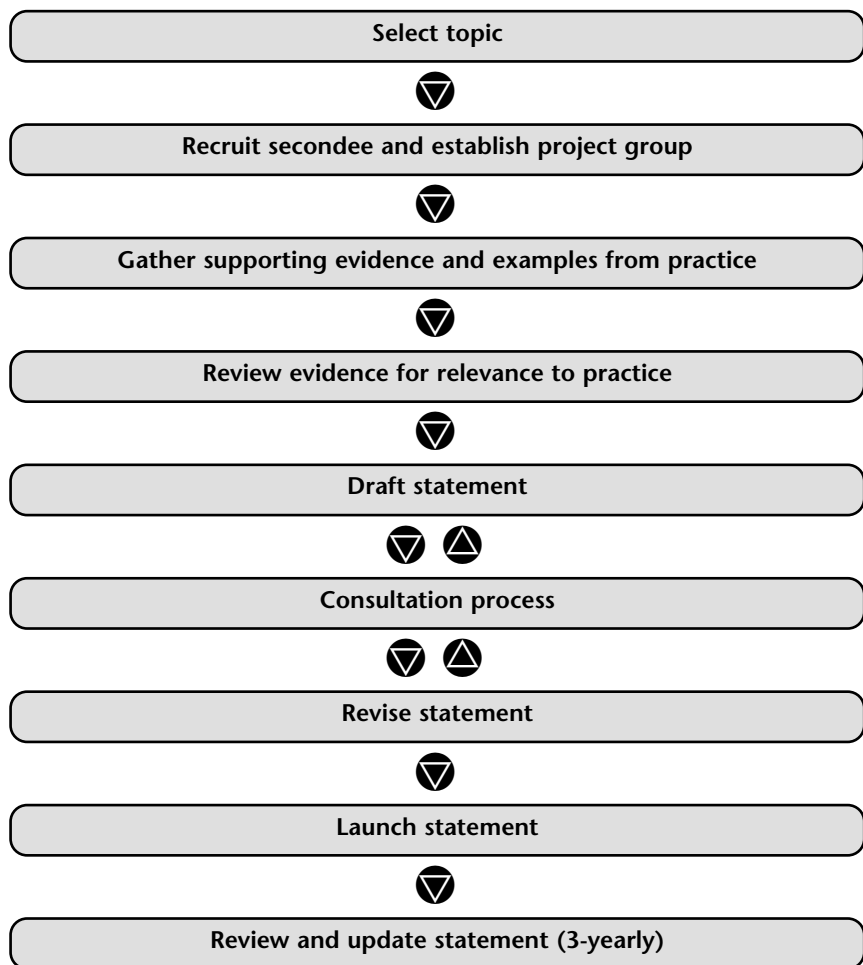 Select topic
Recruit secondee and establish project group
Gather supporting evidence and examples from practice
Review evidence for relevance to practice
Draft statement
Consultation process
Revise statement
Launch statement
Review and update statement (3-yearly)